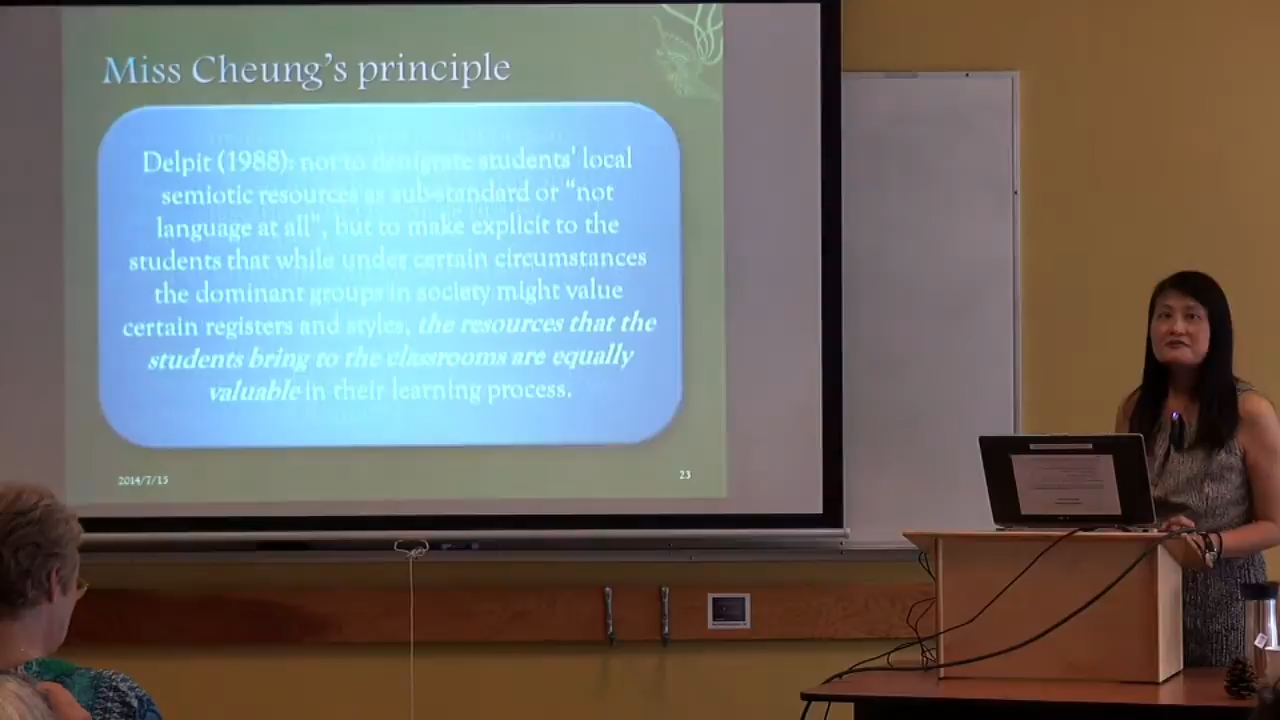 Miss Cheung's principle
Delpit (1988): not to denigrate students' local
semiotic resources as sub-standard or "not
language at all", but to make explicit to the
students that while under certain circumstances
the dominant groups in society might value
certain registers and styles, the resources that the
students bring to the classrooms are equally
valuable in their learning process.
2014/7/15
23